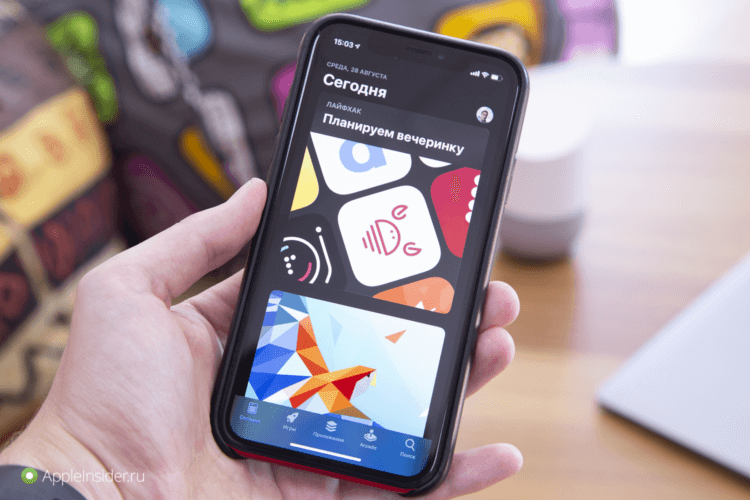 15:03
СРЕДА, 28 АВГУСТА
Сегодня
ЛАЙФХАК
Планируем вечеринку
a
Игры
Приложения
Arcade
Поиск
AppleInsider.ru